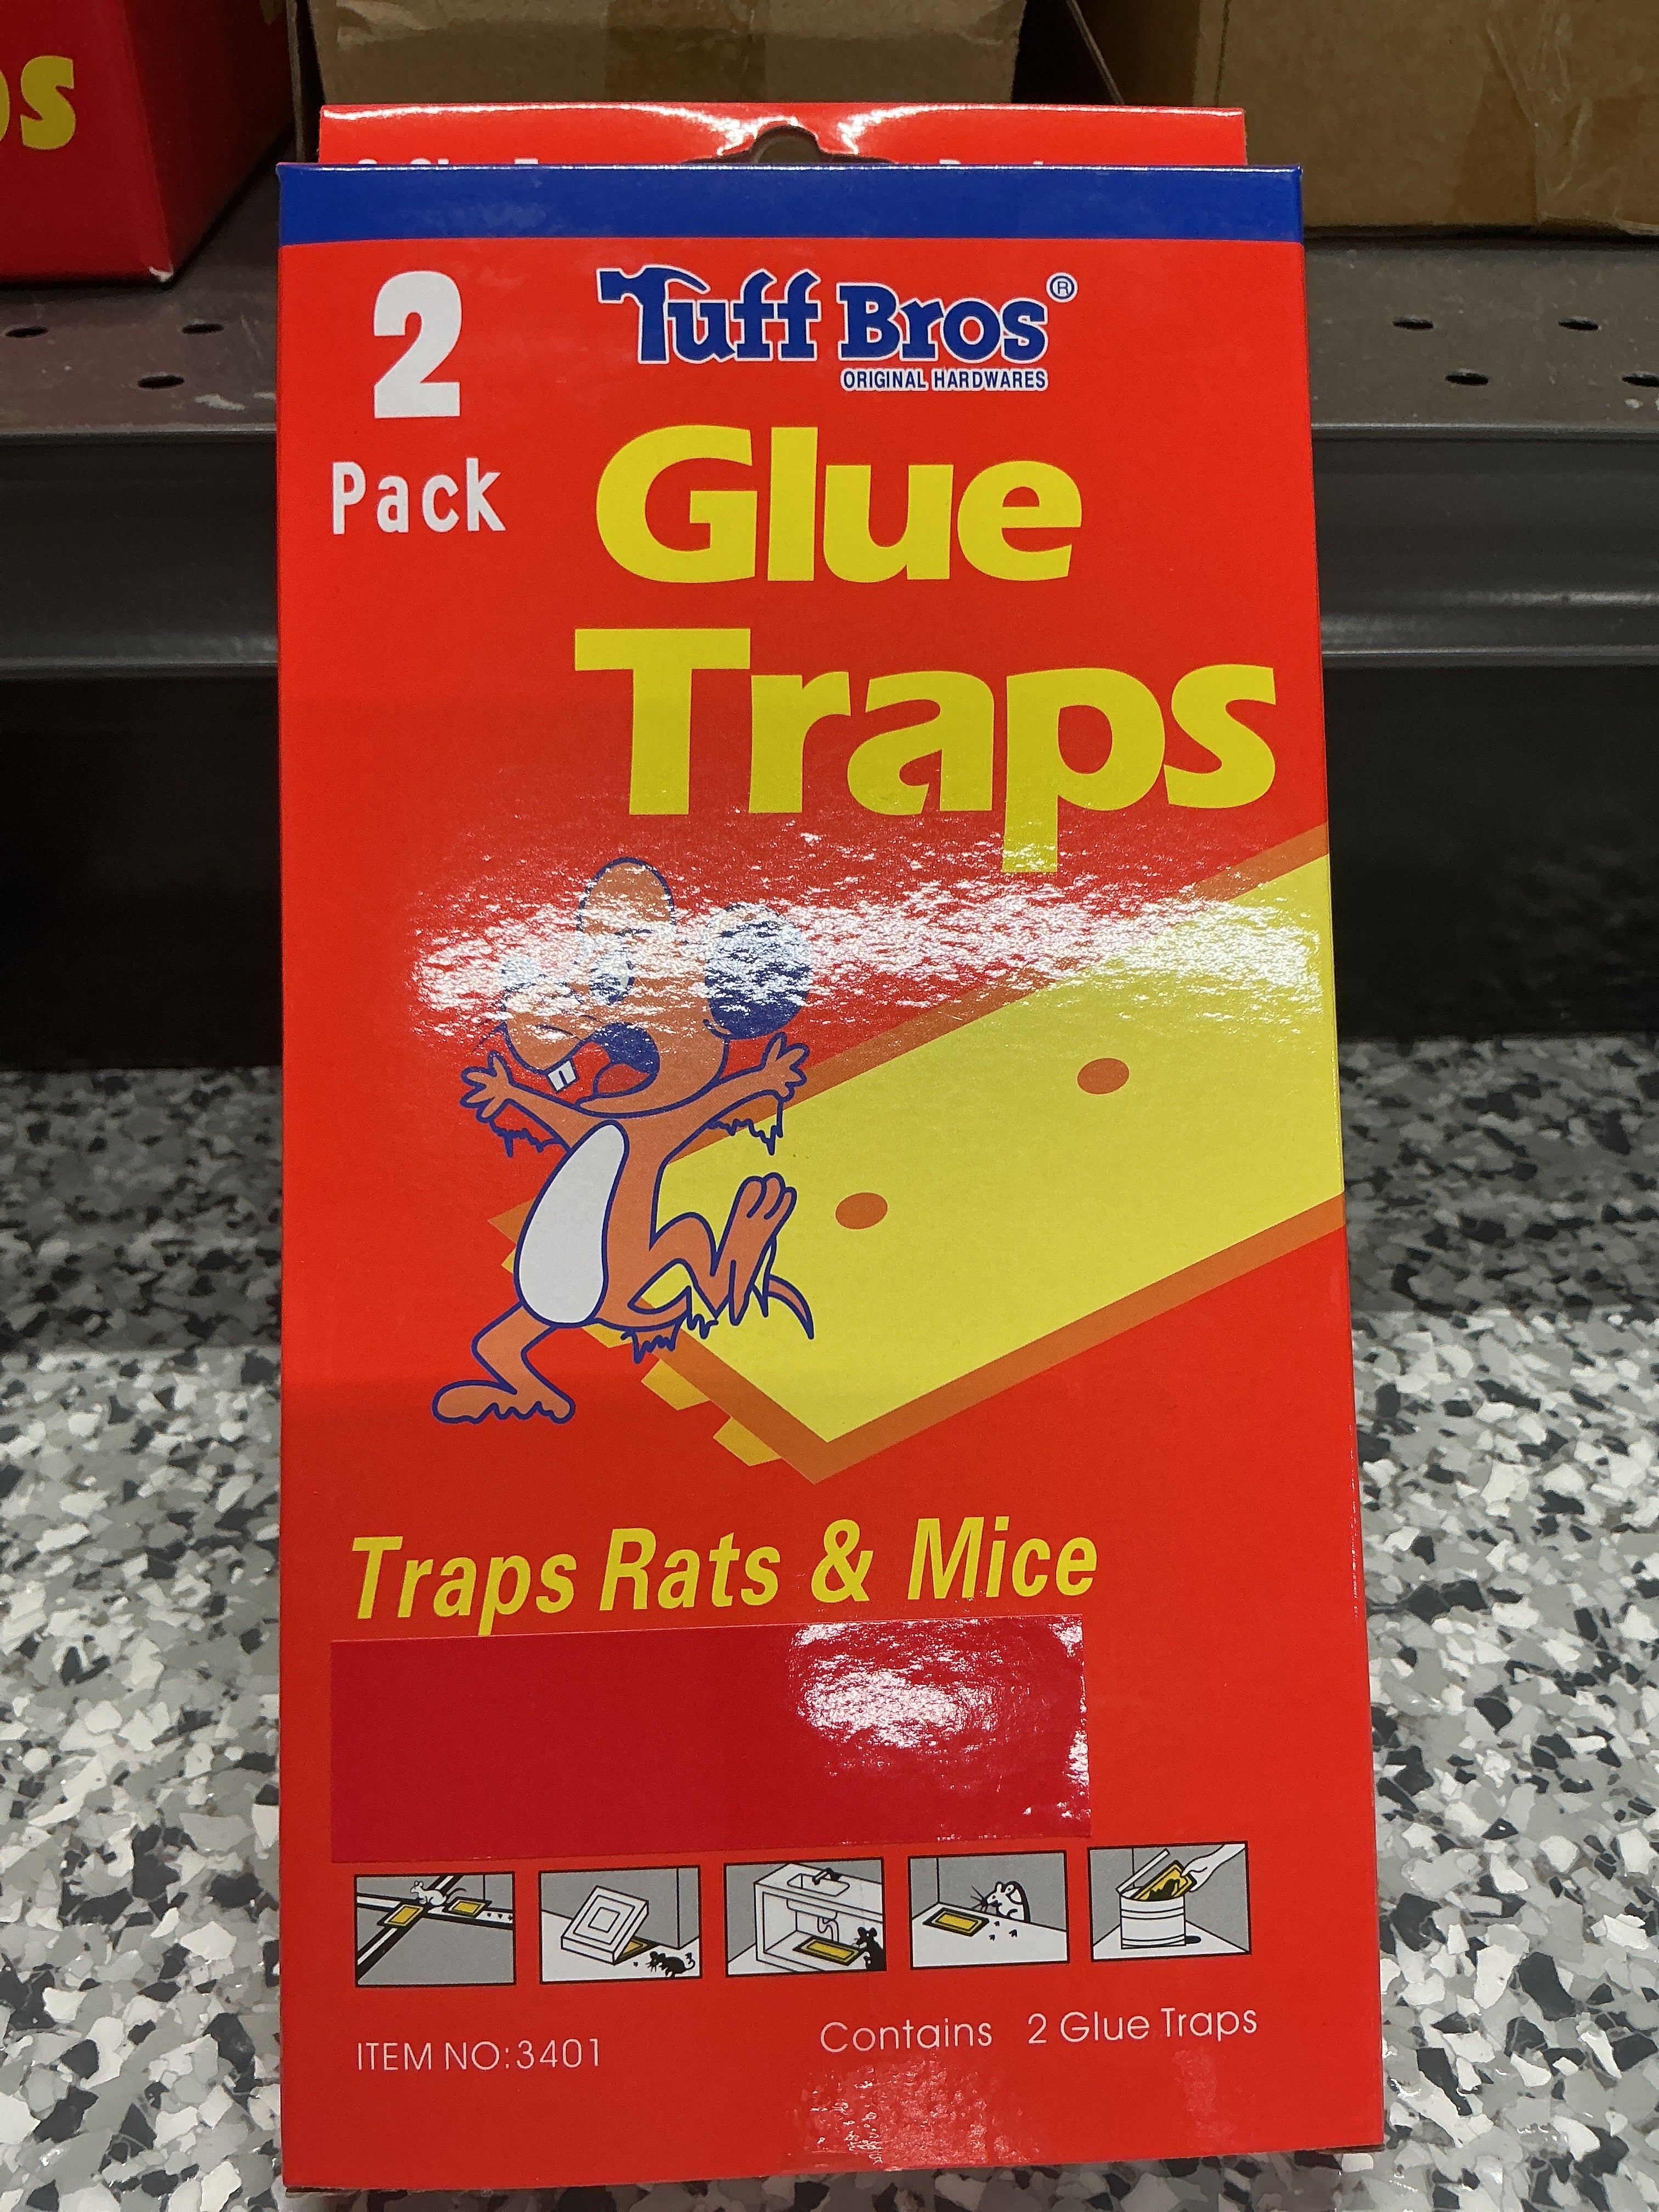 2
Pack
Tuff Bros®
ORIGINAL HARDWARES
Glue
Traps
Traps Rats & Mice
ITEM NO:3401
Contains 2 Glue Traps